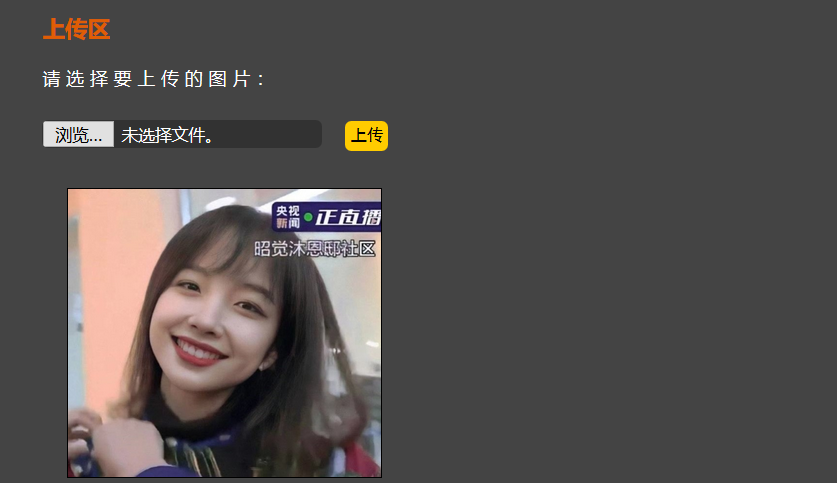 上传区
请选择要上传的图片：
浏览... 未选择文件。 上传
央视新闻 正直播
昭觉沐恩邸社区